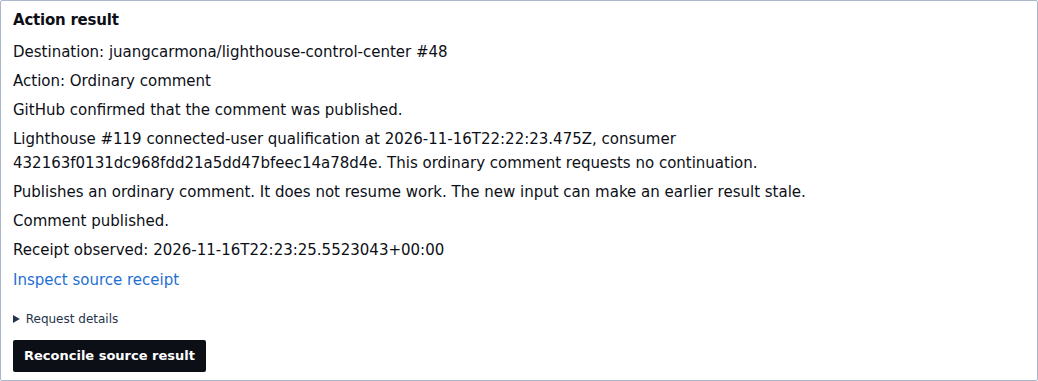 Action result
Destination: juangcarmona/lighthouse-control-center #48
Action: Ordinary comment
GitHub confirmed that the comment was published.
Lighthouse #119 connected-user qualification at 2026-11-16T22:22:23.475Z, consumer
432163f0131dc968fdd21a5dd47bfeec14a78d4e. This ordinary comment requests no continuation.
Publishes an ordinary comment. It does not resume work. The new input can make an earlier result stale.
Comment published.
Receipt observed: 2026-11-16T22:23:25.5523043+00:00
Inspect source receipt
Request details
Reconcile source result